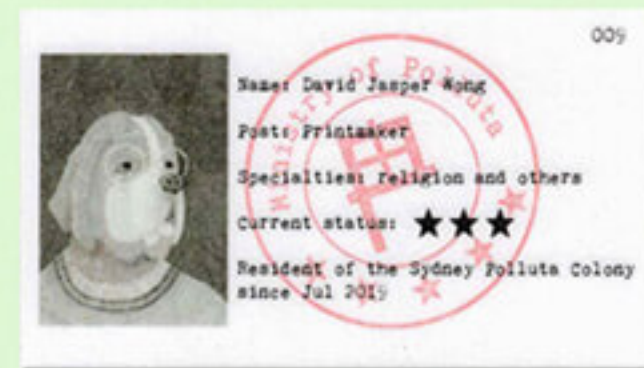 009
Name: David Jasper Wong
Post: Printmaker
Specialties: religion and others
Current status: ★★★
Resident of the Sydney Polluta Colony
since Jul 2019
Ministry of Polluta